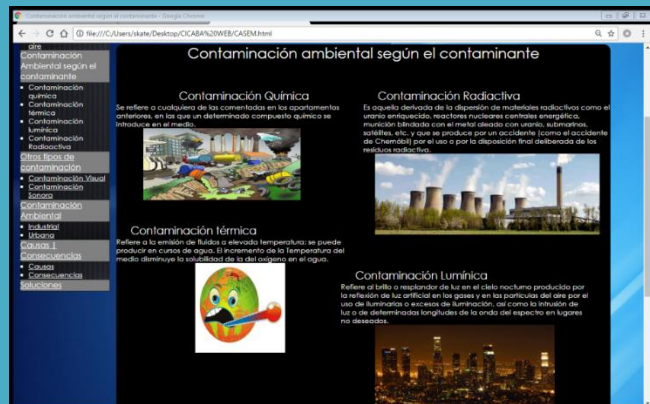 Contaminación ambiental según el contaminante - Google Chrome
file:///C:/Users/skate/Desktop/CICABA%20WEB/CASEM.html
aire
Contaminación
Ambiental según el
contaminante
Contaminación
química
Contaminación
térmica
Contaminación
lumínica
Contaminación
Radioactiva
Otros tipos de
contaminación
Contaminación Visual
Contaminación
Sonora
Contaminación
Ambiental
Industrial
Urbana
Causas |
Consecuencias
Causas
Consecuencias
Soluciones
Contaminación ambiental según el contaminante
Contaminación Química
Se refiere a cualquiera de las comentadas en los apartamentos
anteriores, en las que un determinado compuesto químico se
introduce en el medio.
Contaminación térmica
Refiere a la emisión de fluidos a elevada temperatura; se puede
producir en cursos de agua. El incremento de la Temperatura del
medio disminuye la solubilidad de la del oxígeno en el agua.
Contaminación Radiactiva
Es aquella derivada de la dispersión de materiales radiactivos como el
uranio enriquecido, reactores nucleares centrales energética,
munición blindada con el metal aleado con uranio, submarinos,
satélites, etc. y que se produce por un accidente (como el accidente
de Chernóbil) por el uso o por la disposición final deliberada de los
residuos radiactiva.
Contaminación Lumínica
Refiere al brillo o resplandor de luz en el cielo nocturno producido por
la reflexión de luz artificial en los gases y en las partículas del aire por el
uso de iluminarias o excesos de iluminación, así como la intrusión de
luz o de determinadas longitudes de la onda del espectro en lugares
no deseados.